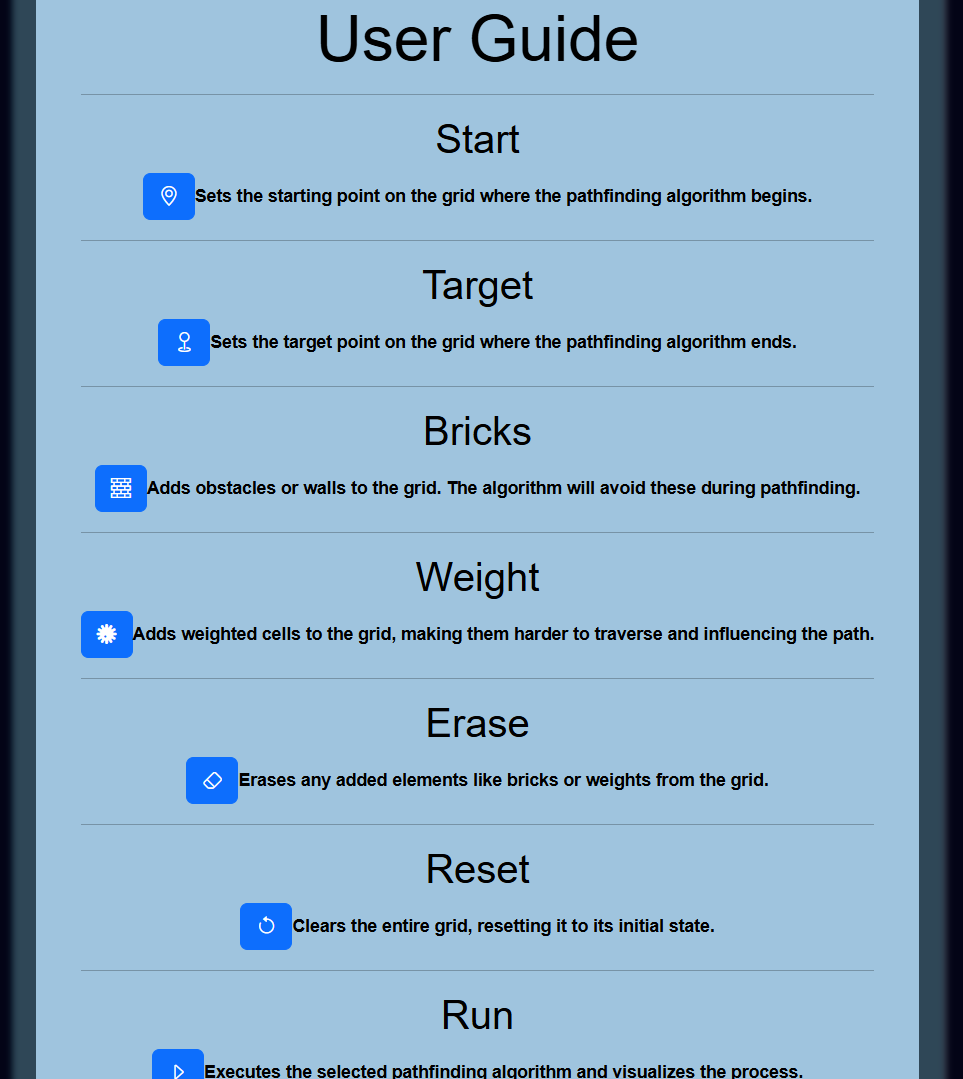 User Guide
Start
Sets the starting point on the grid where the pathfinding algorithm begins.
Target
Sets the target point on the grid where the pathfinding algorithm ends.
Bricks
Adds obstacles or walls to the grid. The algorithm will avoid these during pathfinding.
Weight
Adds weighted cells to the grid, making them harder to traverse and influencing the path.
Erase
Erases any added elements like bricks or weights from the grid.
Reset
Clears the entire grid, resetting it to its initial state.
Run
Executes the selected pathfinding algorithm and visualizes the process.